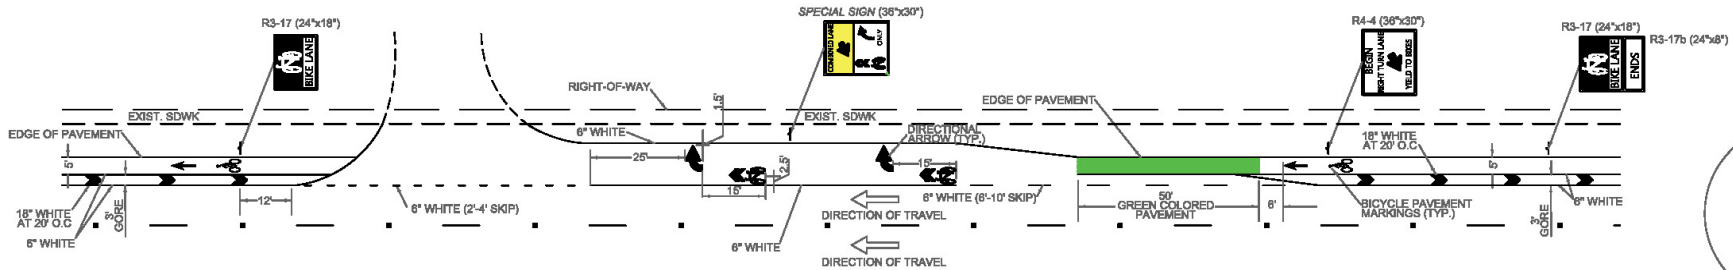 R3-17 (24"x18")
BIKE LANE
SPECIAL SIGN (36"x30")
COMBINED LANE
ONLY
R4-4 (36"x30")
BEGIN
RIGHT TURN LANE
YIELD TO BIKES
R3-17 (24"x18")
R3-17b (24"x8")
BIKE LANE
ENDS
RIGHT-OF-WAY
EDGE OF PAVEMENT
EXIST. SDWK
EXIST. SDWK
EDGE OF PAVEMENT
6" WHITE
1.5'
DIRECTIONAL
ARROW (TYP.)
18" WHITE
AT 20' O.C
5'
25'
2.5'
15'
15'
5'
12'
3'
GORE
18" WHITE
AT 20' O.C
6" WHITE
6" WHITE (2'-4' SKIP)
6" WHITE
DIRECTION OF TRAVEL
DIRECTION OF TRAVEL
6" WHITE (6'-10' SKIP)
50'
GREEN COLORED
PAVEMENT
6'
BICYCLE PAVEMENT
MARKINGS (TYP.)
3'
GORE
6" WHITE